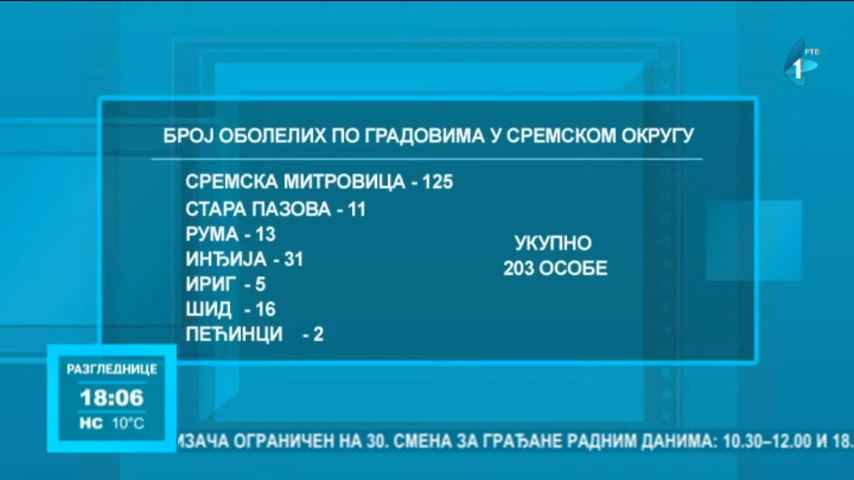 РТВ
1
БРОЈ ОБОЛЕЛИХ ПО ГРАДОВИМА У СРЕМСКОМ ОКРУГУ
СРЕМСКА МИТРОВИЦА - 125
СТАРА ПАЗОВА - 11
РУМА - 13
ИНЂИЈА - 31
ИРИГ - 5
ШИД - 16
ПЕЋИНЦИ - 2
УКУПНО
203 ОСОБЕ
РАЗГЛЕДНИЦЕ
18:06
НС 10°C
ИЗАЧА ОГРАНИЧЕН НА 30. СМЕНА ЗА ГРАЂАНЕ РАДНИМ ДАНИМА: 10.30–12.00 И 18.